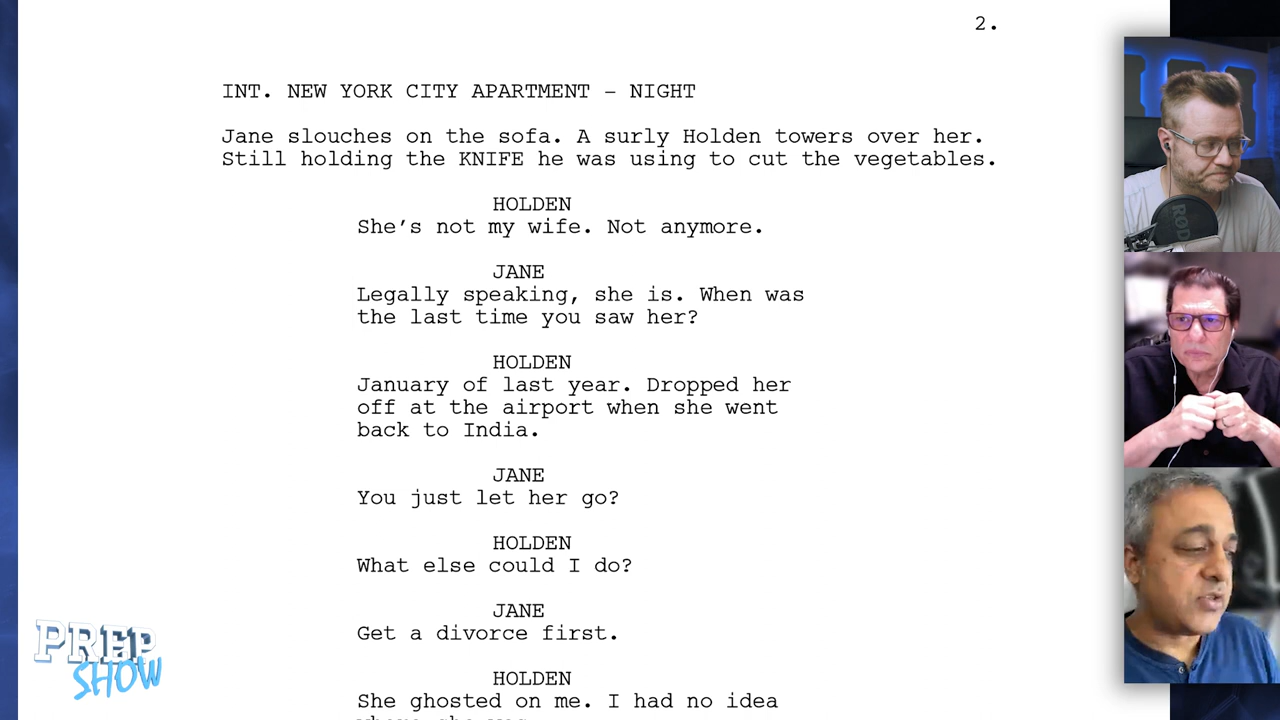 2.
INT. NEW YORK CITY APARTMENT – NIGHT
Jane slouches on the sofa. A surly Holden towers over her.
Still holding the KNIFE he was using to cut the vegetables.
HOLDEN
She’s not my wife. Not anymore.
JANE
Legally speaking, she is. When was
the last time you saw her?
HOLDEN
January of last year. Dropped her
off at the airport when she went
back to India.
JANE
You just let her go?
HOLDEN
What else could I do?
JANE
Get a divorce first.
HOLDEN
She ghosted on me. I had no idea
where she was.
PREP
SHOW
RØDE